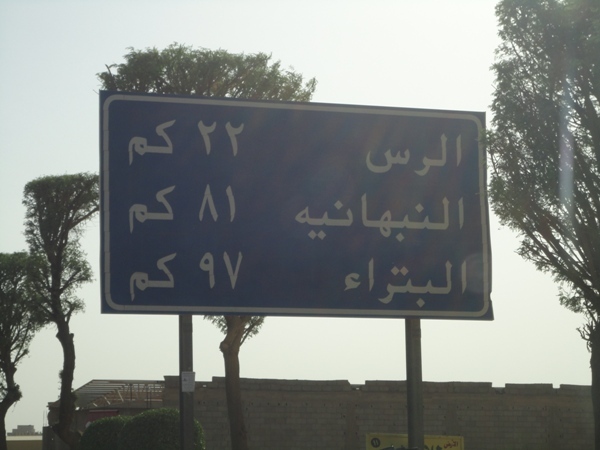 الرس ٢٢ كم
النبهانيه ٨١ كم
البتراء ٩٧ كم